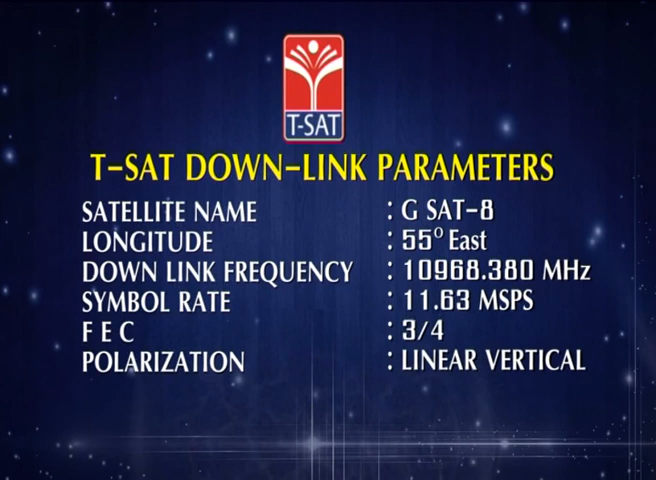 T-SAT
T-SAT DOWN-LINK PARAMETERS
SATELLITE NAME : G SAT-8
LONGITUDE : 55° East
DOWN LINK FREQUENCY : 10968.380 MHz
SYMBOL RATE : 11.63 MSPS
F E C : 3/4
POLARIZATION : LINEAR VERTICAL